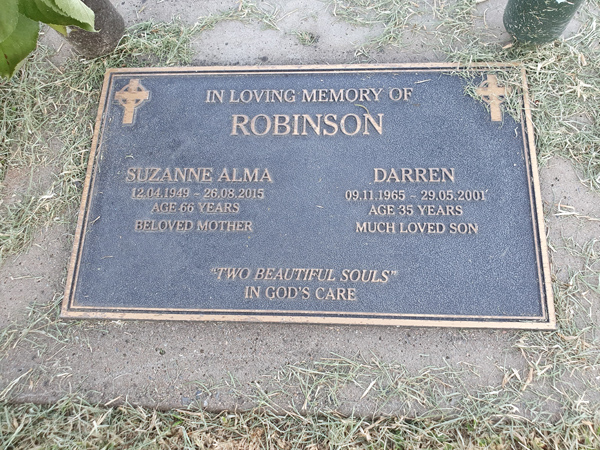 IN LOVING MEMORY OF
ROBINSON
SUZANNE ALMA
12.04.1949 - 26.08.2015
AGE 66 YEARS
BELOVED MOTHER
DARREN
09.11.1965 - 29.05.2001
AGE 35 YEARS
MUCH LOVED SON
"TWO BEAUTIFUL SOULS"
IN GOD'S CARE